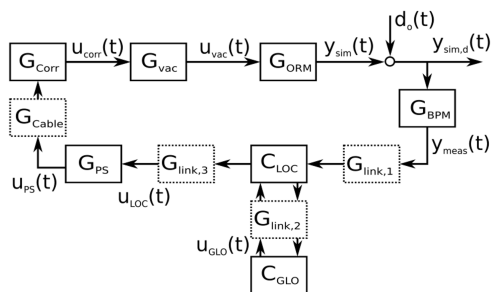 d_o(t)
u_corr(t) u_vac(t) y_sim(t) y_sim,d(t)
G_Corr G_vac G_ORM
G_Cable G_BPM
y_meas(t)
G_PS G_link,3 C_LOC G_link,1
u_PS(t) u_LOC(t)
G_link,2
u_GLO(t)
C_GLO